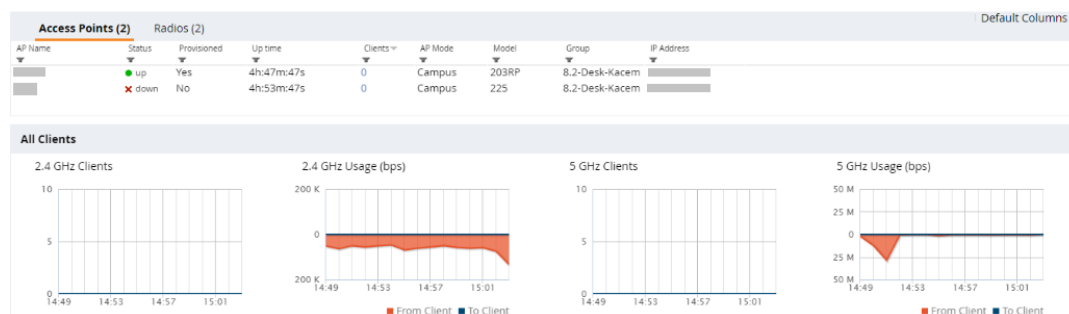 Default Columns
Access Points (2) Radios (2)
AP Name Status Provisioned Up time Clients AP Mode Model Group IP Address
up Yes 4h:47m:47s 0 Campus 203RP 8.2-Desk-Kacem
down No 4h:53m:47s 0 Campus 225 8.2-Desk-Kacem
All Clients
2.4 GHz Clients
10
5
0
14:49 14:53 14:57 15:01
2.4 GHz Usage (bps)
200 K
0
200 K
14:49 14:53 14:57 15:01
From Client To Client
5 GHz Clients
10
5
0
14:49 14:53 14:57 15:01
5 GHz Usage (bps)
50 M
25 M
0
25 M
50 M
14:49 14:53 14:57 15:01
From Client To Client